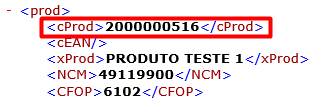 - <prod>
<cProd>2000000516</cProd>
<cEAN/>
<xProd>PRODUTO TESTE 1</xProd>
<NCM>49119900</NCM>
<CFOP>6102</CFOP>